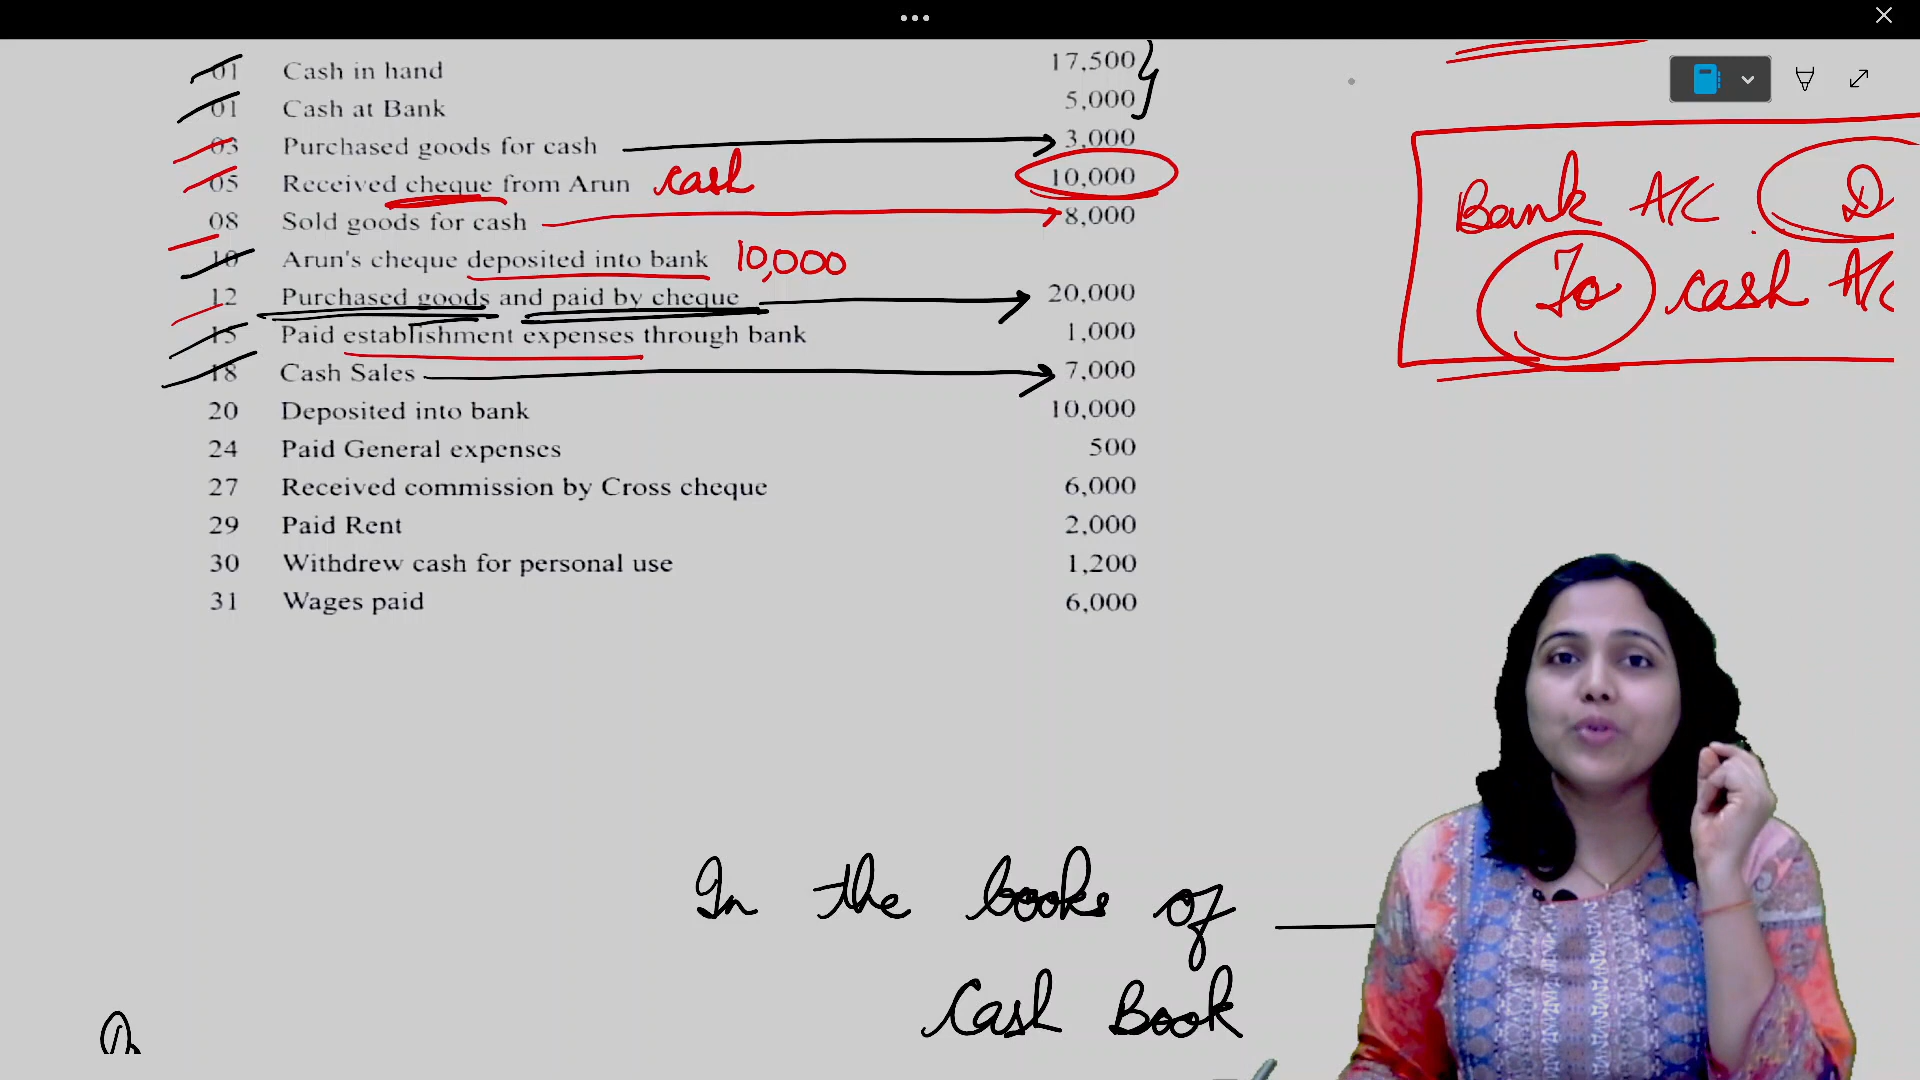 01 Cash in hand 17,500
01 Cash at Bank 5,000
03 Purchased goods for cash 3,000
05 Received cheque from Arun cash 10,000
08 Sold goods for cash 8,000
10 Arun's cheque deposited into bank 10,000
12 Purchased goods and paid by cheque 20,000
15 Paid establishment expenses through bank 1,000
18 Cash Sales 7,000
20 Deposited into bank 10,000
24 Paid General expenses 500
27 Received commission by Cross cheque 6,000
29 Paid Rent 2,000
30 Withdrew cash for personal use 1,200
31 Wages paid 6,000
Bank A/C D
To cash A/C
In the books of
Cash Book